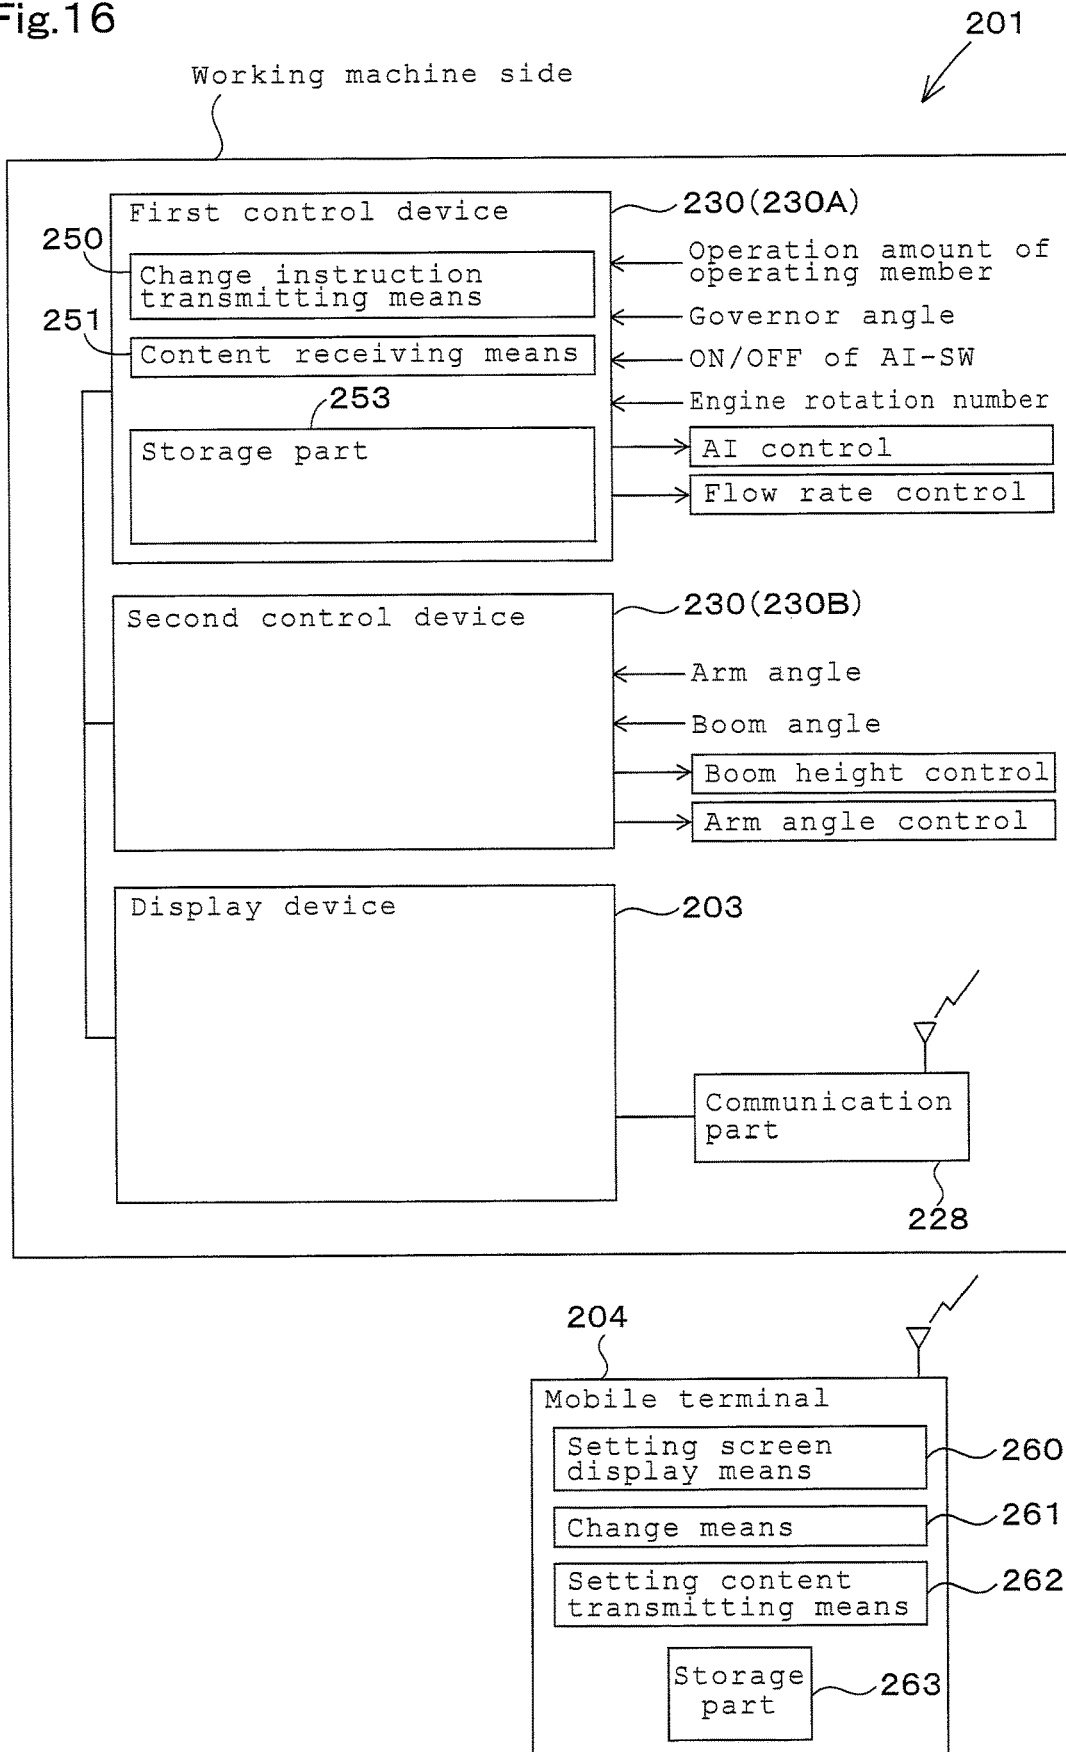 Fig.16
201
Working machine side
First control device
230(230A)
250
Change instruction
transmitting means
Operation amount of
operating member
251
Content receiving means
Governor angle
ON/OFF of AI-SW
253
Engine rotation number
Storage part
AI control
Flow rate control
Second control device
230(230B)
Arm angle
Boom angle
Boom height control
Arm angle control
Display device
203
Communication
part
228
204
Mobile terminal
Setting screen
display means
260
Change means
261
Setting content
transmitting means
262
Storage
part
263